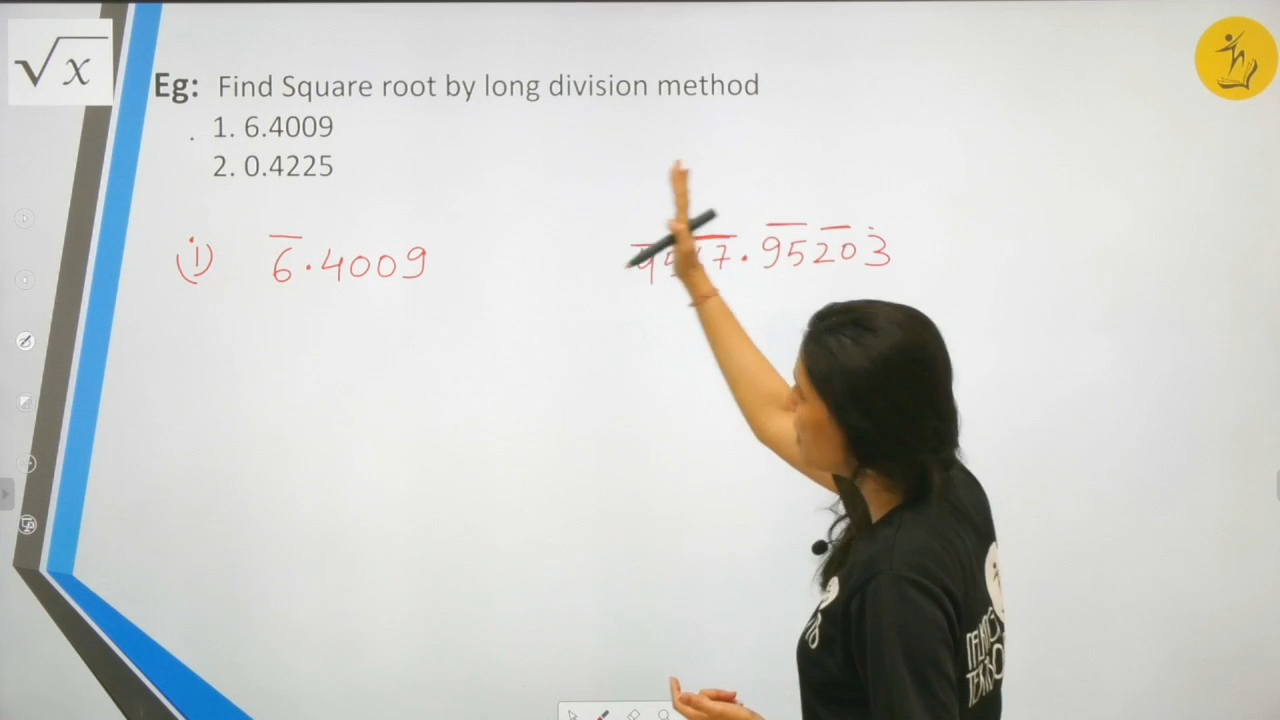 √x
Eg: Find Square root by long division method
1. 6.4009
2. 0.4225
(i) 6.4009
7.95203